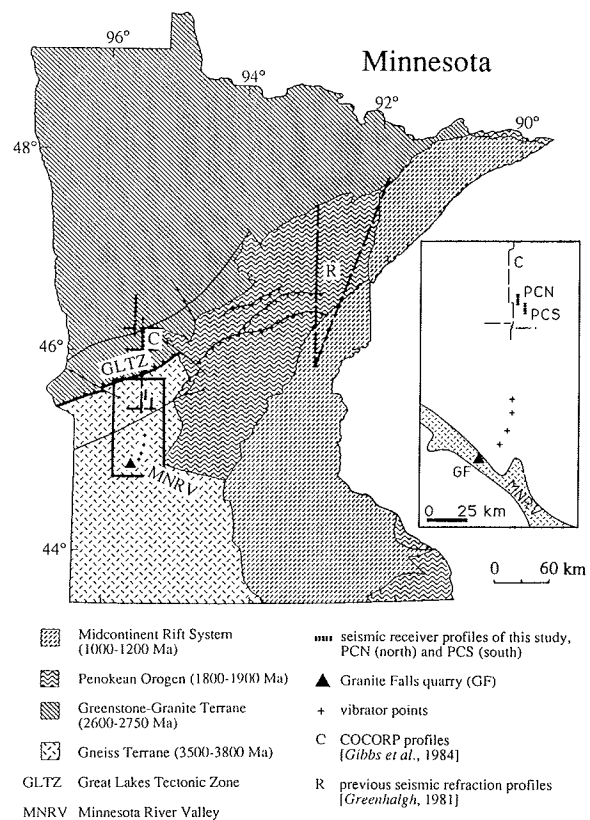 Minnesota
96°
94°
92°
90°
48°
46°
44°
R
C
GLTZ
MNRV
C
PCN
PCS
GF
MNRV
0 25 km
0 60 km
Midcontinent Rift System
(1000-1200 Ma)
Penokean Orogen (1800-1900 Ma)
Greenstone-Granite Terrane
(2600-2750 Ma)
Gneiss Terrane (3500-3800 Ma)
GLTZ Great Lakes Tectonic Zone
MNRV Minnesota River Valley
seismic receiver profiles of this study,
PCN (north) and PCS (south)
Granite Falls quarry (GF)
+ vibrator points
C COCORP profiles
[Gibbs et al., 1984]
R previous seismic refraction profiles
[Greenhalgh, 1981]